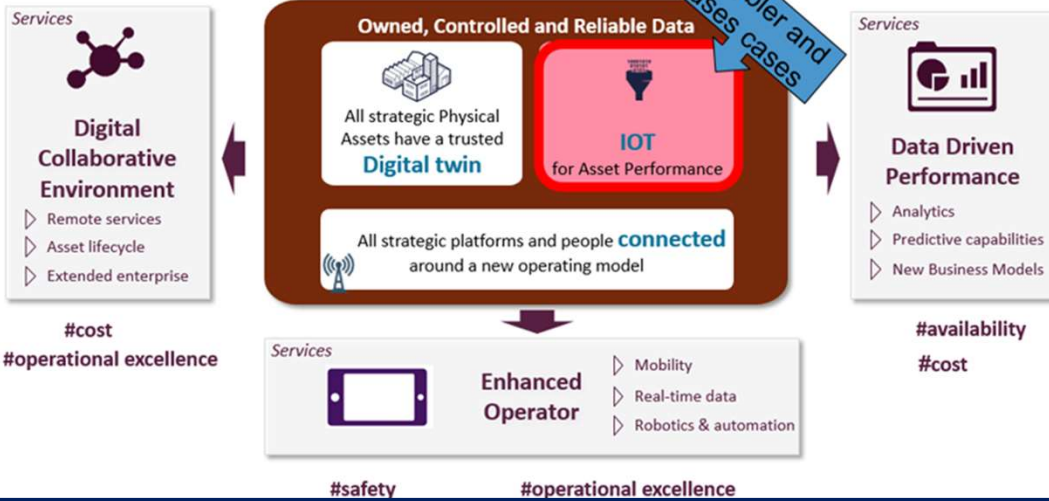 Services
Digital
Collaborative
Environment
Remote services
Asset lifecycle
Extended enterprise
#cost
#operational excellence
Owned, Controlled and Reliable Data
All strategic Physical
Assets have a trusted
Digital twin
IOT
for Asset Performance
All strategic platforms and people connected
around a new operating model
and
cases
Services
Data Driven
Performance
Analytics
Predictive capabilities
New Business Models
#availability
#cost
Services
Enhanced
Operator
Mobility
Real-time data
Robotics & automation
#safety
#operational excellence